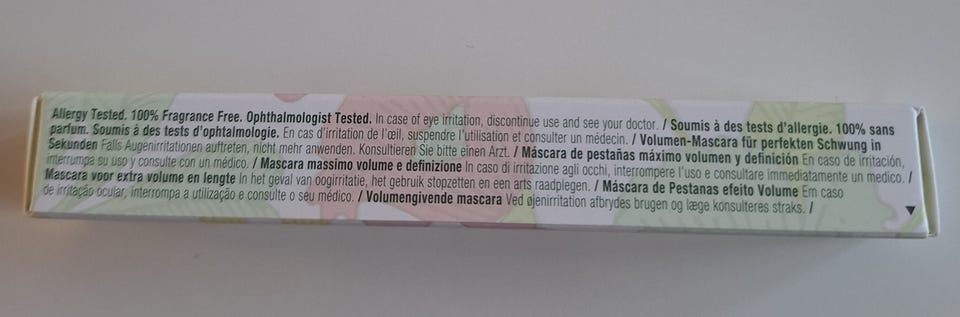 Allergy Tested. 100% Fragrance Free. Ophthalmologist Tested. In case of eye irritation, discontinue use and see your doctor. / Soumis à des tests d'allergie. 100% sans
parfum. Soumis à des tests d'ophtalmologie. En cas d'irritation de l'œil, suspendre l'utilisation et consulter un médecin. / Volumen-Mascara für perfekten Schwung in
Sekunden Falls Augenirritationen auftreten, nicht mehr anwenden. Konsultieren Sie bitte einen Arzt. / Máscara de pestañas máximo volumen y definición En caso de irritación,
interrumpa su uso y consulte con un médico. / Mascara massimo volume e definizione In caso di irritazione agli occhi, interrompere l'uso e consultare immediatamente un medico. /
Mascara voor extra volume en lengte In het geval van oogirritatie, het gebruik stopzetten en een arts raadplegen. / Máscara de Pestanas efeito Volume Em caso
de irritação ocular, interrompa a utilização e consulte o seu médico. / Volumengivende mascara Ved øjenirritation afbrydes brugen og læge konsulteres straks. /